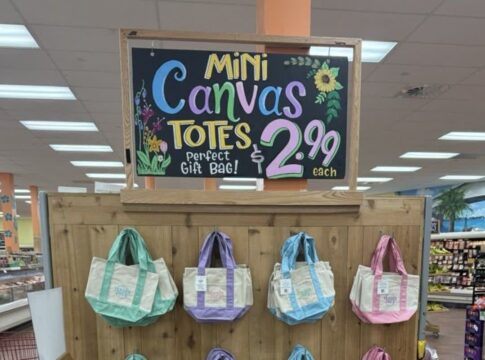 MiNi
Canvas
TOTES $2.99
Perfect
Gift Bag! each